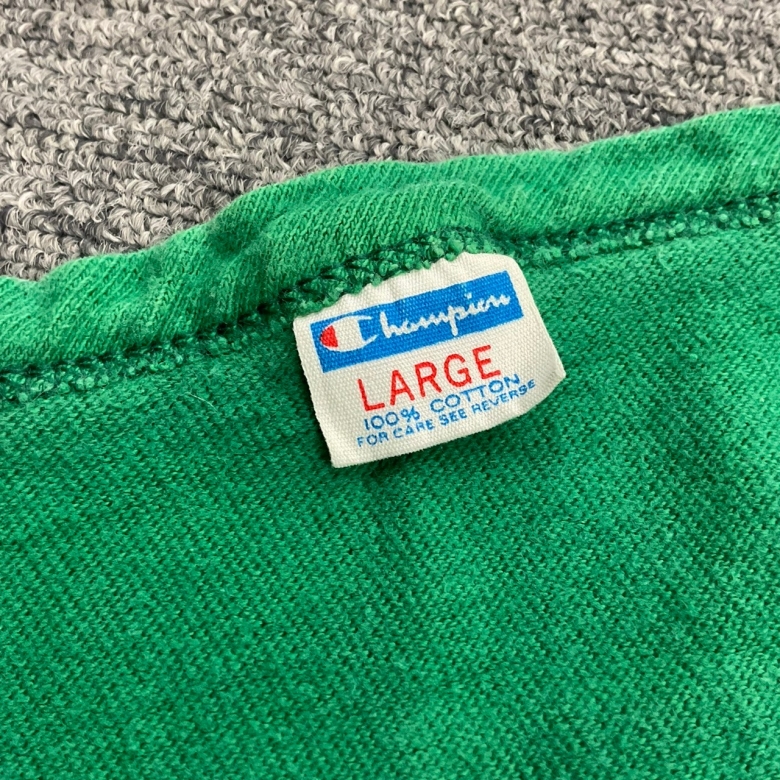 Champion
LARGE
100% COTTON
FOR CARE SEE REVERSE